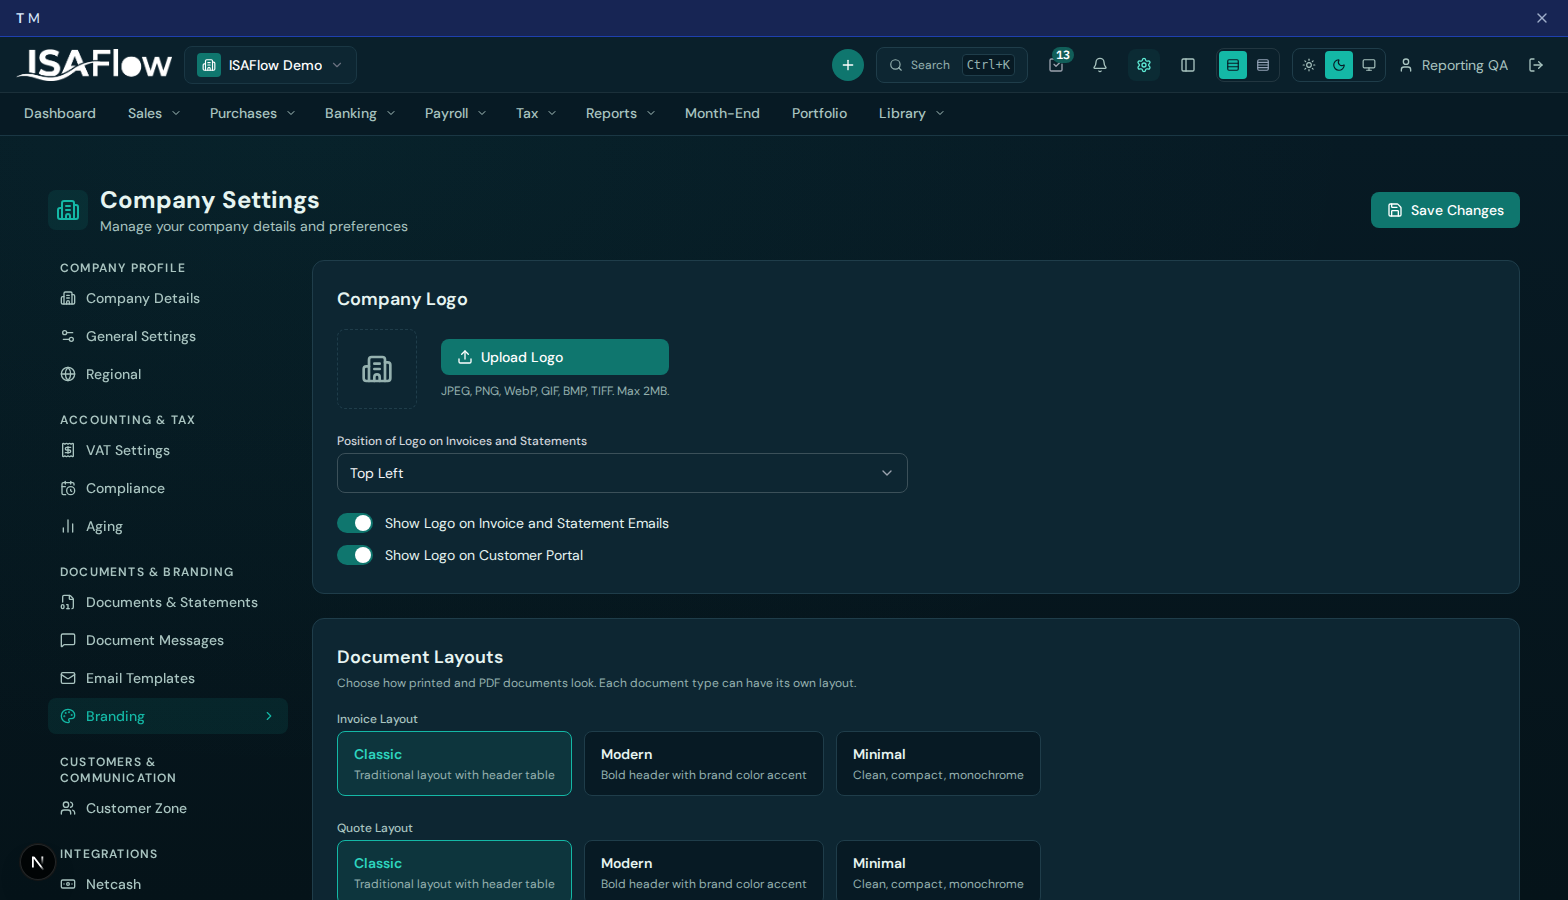 T M
ISAFlow
ISAFlow Demo
Search Ctrl+K
13
Reporting QA
Dashboard Sales Purchases Banking Payroll Tax Reports Month-End Portfolio Library
Company Settings
Manage your company details and preferences
Save Changes
COMPANY PROFILE
Company Details
General Settings
Regional
ACCOUNTING & TAX
VAT Settings
Compliance
Aging
DOCUMENTS & BRANDING
Documents & Statements
Document Messages
Email Templates
Branding
CUSTOMERS &
COMMUNICATION
Customer Zone
INTEGRATIONS
Netcash
N
Company Logo
Upload Logo
JPEG, PNG, WebP, GIF, BMP, TIFF. Max 2MB.
Position of Logo on Invoices and Statements
Top Left
Show Logo on Invoice and Statement Emails
Show Logo on Customer Portal
Document Layouts
Choose how printed and PDF documents look. Each document type can have its own layout.
Invoice Layout
Classic
Traditional layout with header table
Modern
Bold header with brand color accent
Minimal
Clean, compact, monochrome
Quote Layout
Classic
Traditional layout with header table
Modern
Bold header with brand color accent
Minimal
Clean, compact, monochrome